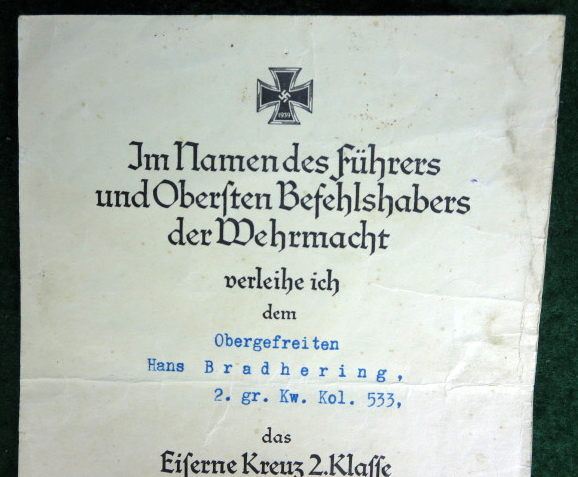 1939
Im Namen des Führers
und Obersten Befehlshabers
der Wehrmacht
verleihe ich
dem
Obergefreiten
Hans B r a d h e r i n g ,
2. gr. Kw. Kol. 533,
das
Eiserne Kreuz 2. Klasse